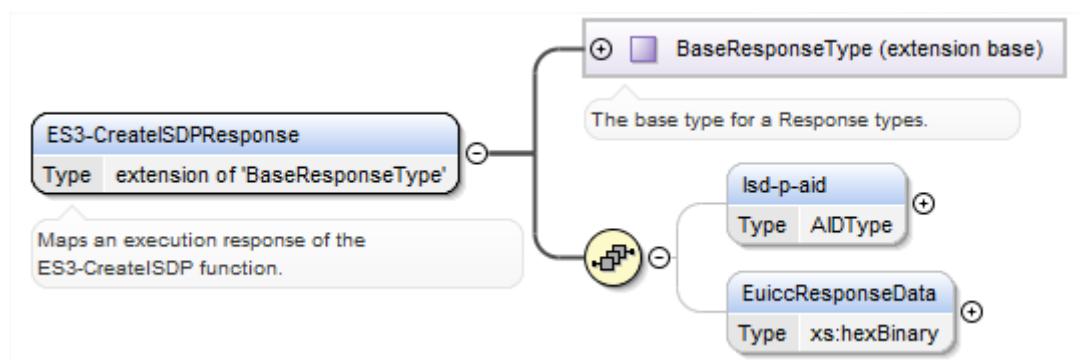 BaseResponseType (extension base)
The base type for a Response types.
ES3-CreateISDPResponse
Type extension of 'BaseResponseType'
Maps an execution response of the
ES3-CreateISDP function.
Isd-p-aid
Type AIDType
EuiccResponseData
Type xs:hexBinary